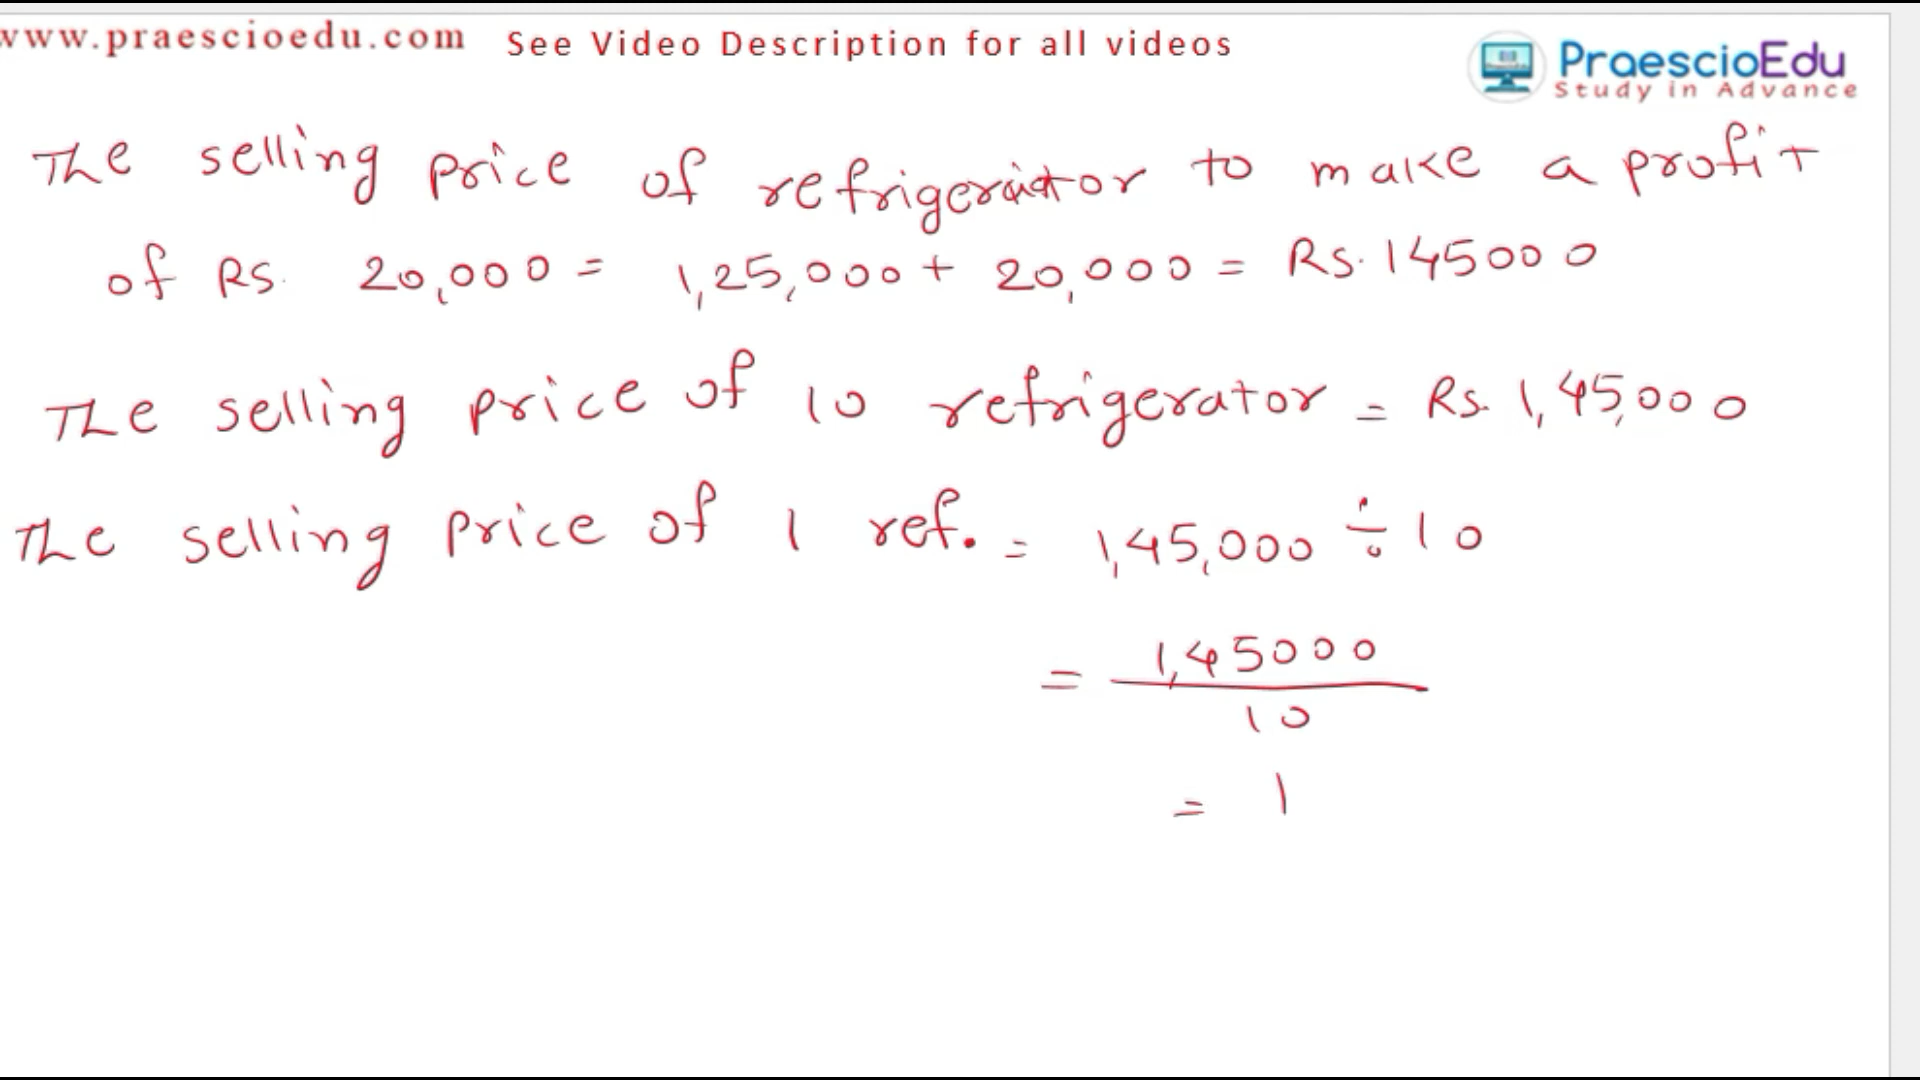 www.praescioedu.com See Video Description for all videos
PraescioEdu
Study in Advance
The selling price of refrigerator to make a profit
of Rs. 20,000 = 1,25,000 + 20,000 = Rs. 145000
The selling price of 10 refrigerator = Rs. 1,45,000
The selling price of 1 ref. = 1,45,000 ÷ 10
= 1,45000
10
= 1